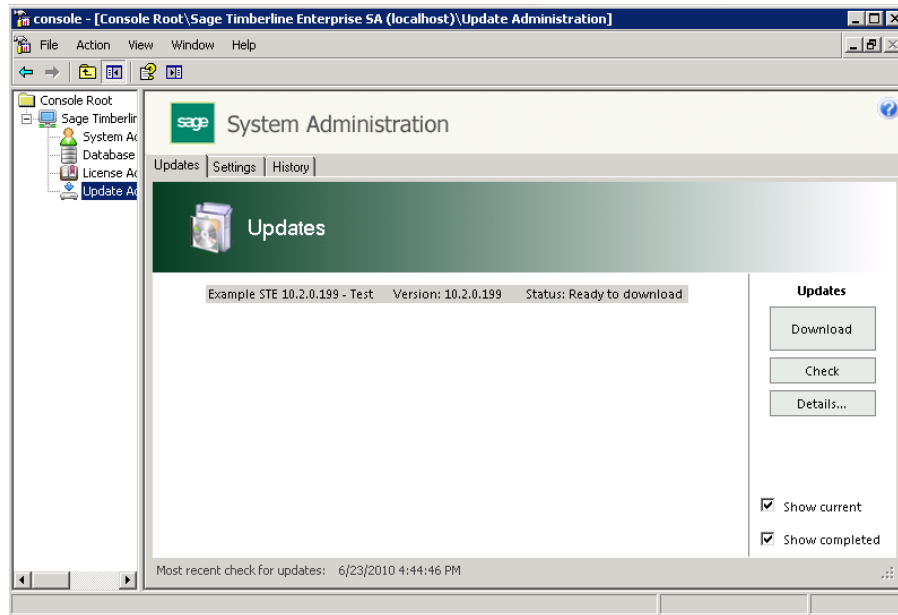 console - [Console Root\Sage Timberline Enterprise SA (localhost)\Update Administration]
File Action View Window Help
Console Root
Sage Timberlin
System Ad
Database
License Ad
Update Ad
sage System Administration
Updates Settings History
Updates
Example STE 10.2.0.199 - Test Version: 10.2.0.199 Status: Ready to download
Updates
Download
Check
Details...
Show current
Show completed
Most recent check for updates: 6/23/2010 4:44:46 PM